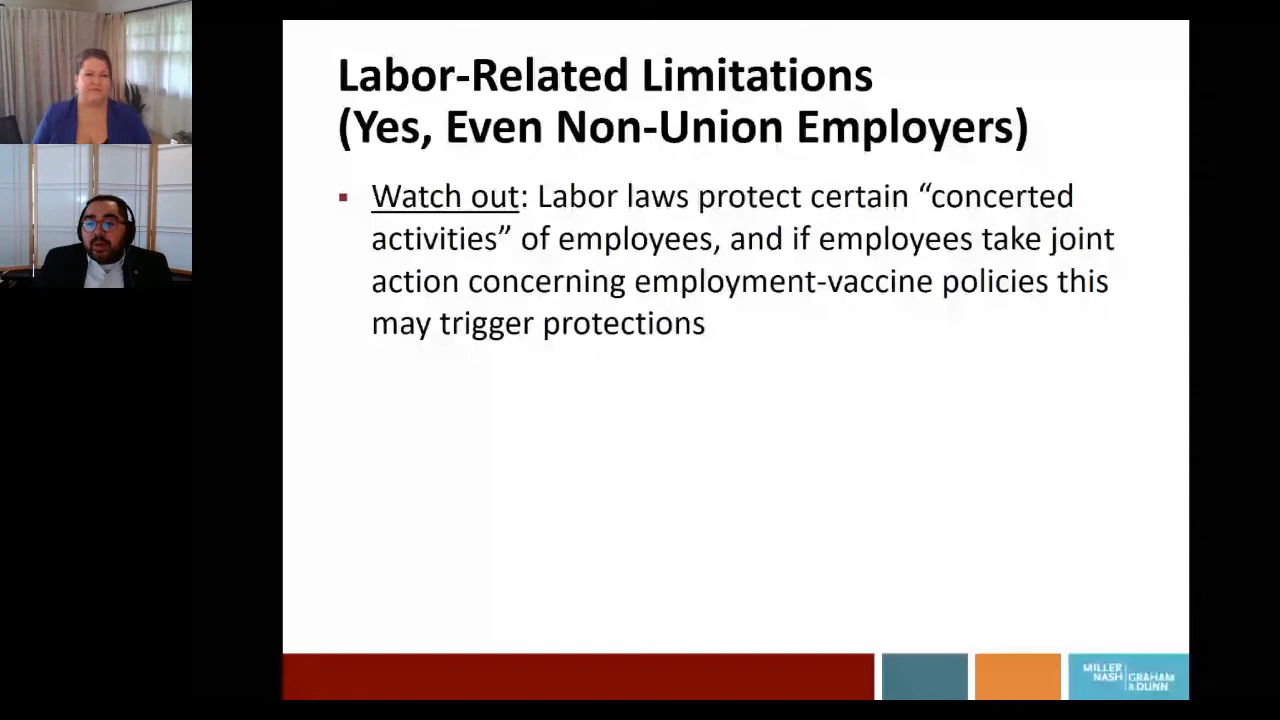 Labor-Related Limitations
(Yes, Even Non-Union Employers)
▪ Watch out: Labor laws protect certain “concerted
activities” of employees, and if employees take joint
action concerning employment-vaccine policies this
may trigger protections
MILLER
NASH
GRAHAM
& DUNN